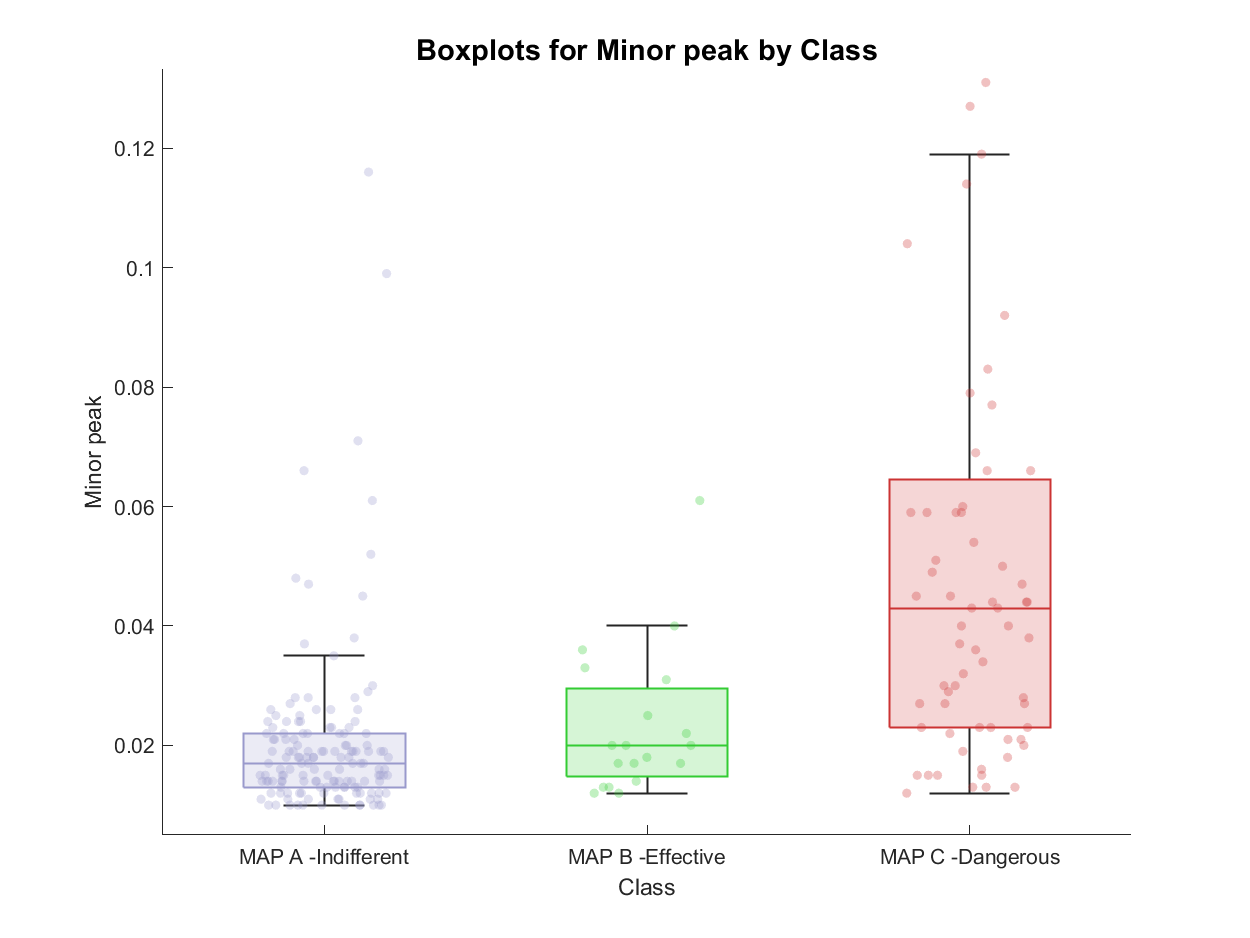 Boxplots for Minor peak by Class
0.12
0.1
0.08
0.06
0.04
0.02
Minor peak
MAP A -Indifferent
MAP B -Effective
MAP C -Dangerous
Class